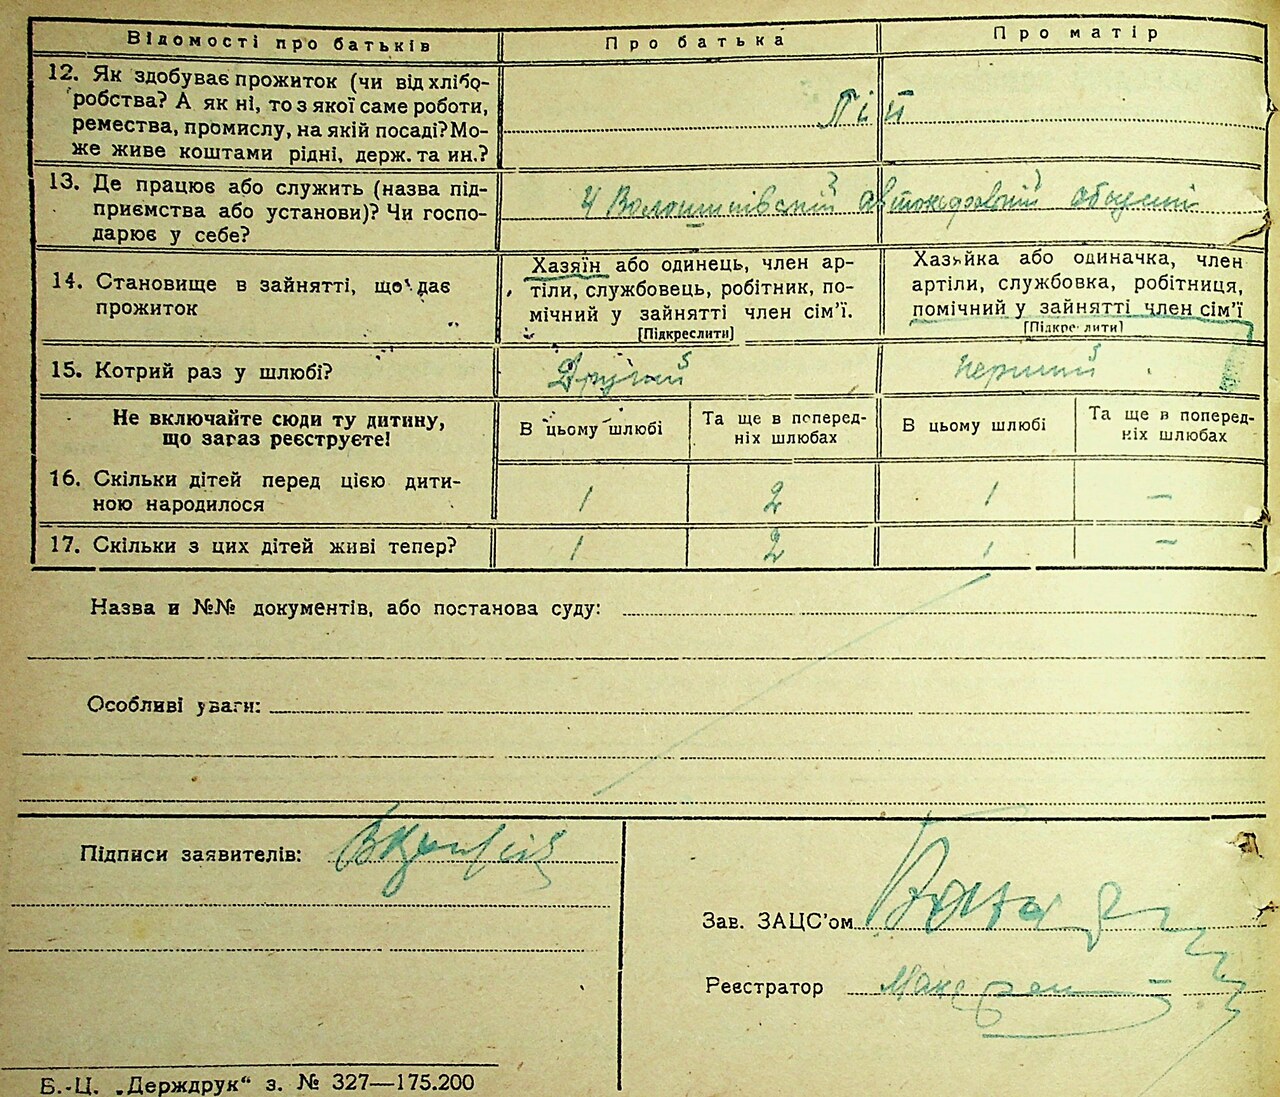 Відомості про батьків
Про батька
Про матір
12. Як здобуває прожиток (чи від хлібо-
робства? А як ні, то з якої саме роботи,
ремества, промислу, на якій посаді? Мо-
же живе коштами рідні, держ. та ин.?
13. Де працює або служить (назва під-
приємства або установи)? Чи госпо-
дарює у себе?
14. Становище в зайнятті, що дає
прожиток
Хазяїн або одинець, член ар-
тіли, службовець, робітник, по-
мічний у зайнятті член сім’ї.
[Підкреслити]
Хазяйка або одиначка, член
артіли, службовка, робітниця,
помічний у зайнятті член сім’ї
[Підкреслити]
15. Котрий раз у шлюбі?
Другий
перший
Не включайте сюди ту дитину,
що зараз реєструєте!
В цьому шлюбі
Та ще в поперед-
ніх шлюбах
В цьому шлюбі
Та ще в поперед-
ніх шлюбах
16. Скільки дітей перед цією дити-
ною народилося
1 2 1 –
17. Скільки з цих дітей живі тепер?
1 2 1 –
Назва и №№ документів, або постанова суду:
Особливі уваги:
Підписи заявителів:
Зав. ЗАЦС’ом
Реєстратор
Б.-Ц. „Держдрук“ з. № 327—175.200